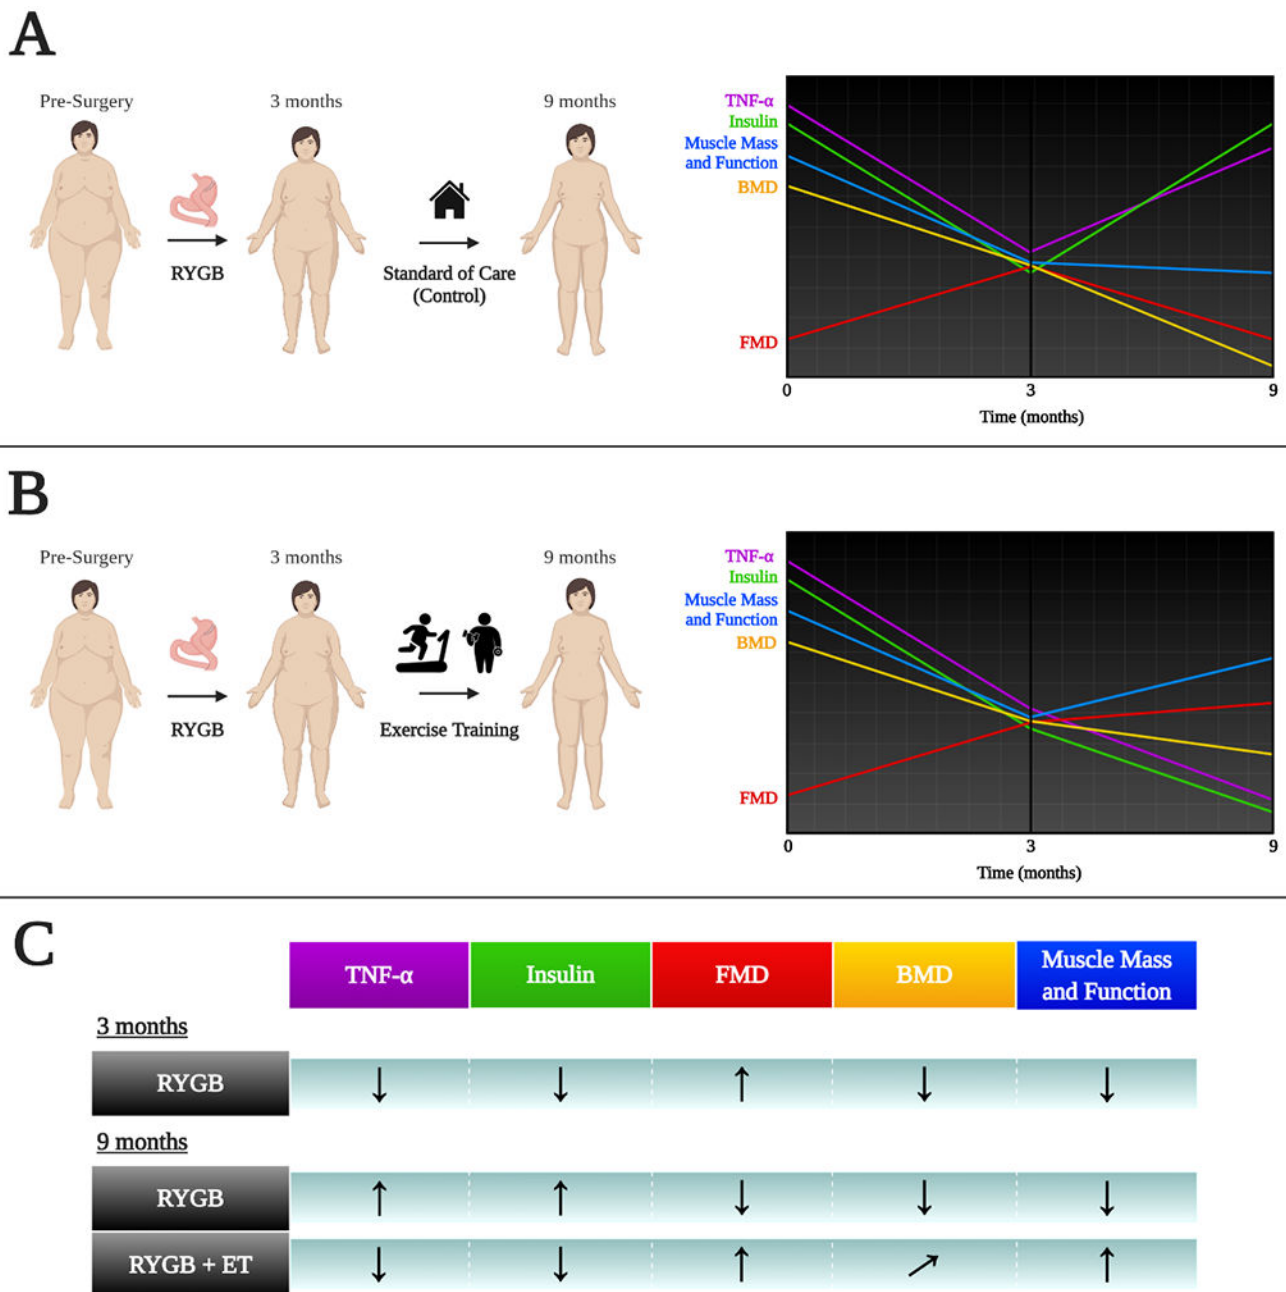 A
Pre-Surgery
3 months
9 months
RYGB
Standard of Care
(Control)
TNF-α
Insulin
Muscle Mass
and Function
BMD
FMD
0
3
9
Time (months)
B
Pre-Surgery
3 months
9 months
RYGB
Exercise Training
TNF-α
Insulin
Muscle Mass
and Function
BMD
FMD
0
3
9
Time (months)
C
TNF-α
Insulin
FMD
BMD
Muscle Mass
and Function
3 months
RYGB
↓ ↓ ↑ ↓ ↓
9 months
RYGB
↑ ↑ ↓ ↓ ↓
RYGB + ET
↓ ↓ ↑ ↗ ↑